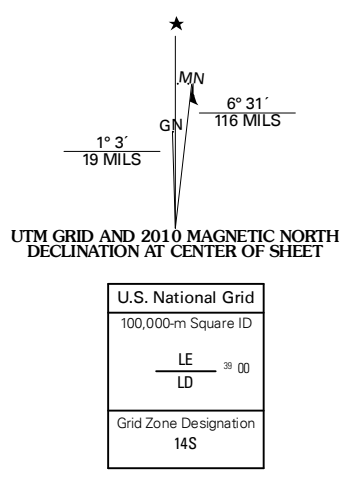 ★
MN
6° 31´
116 MILS
GN
1° 3´
19 MILS
UTM GRID AND 2010 MAGNETIC NORTH
DECLINATION AT CENTER OF SHEET
U.S. National Grid
100,000-m Square ID
LE
39 00
LD
Grid Zone Designation
14S